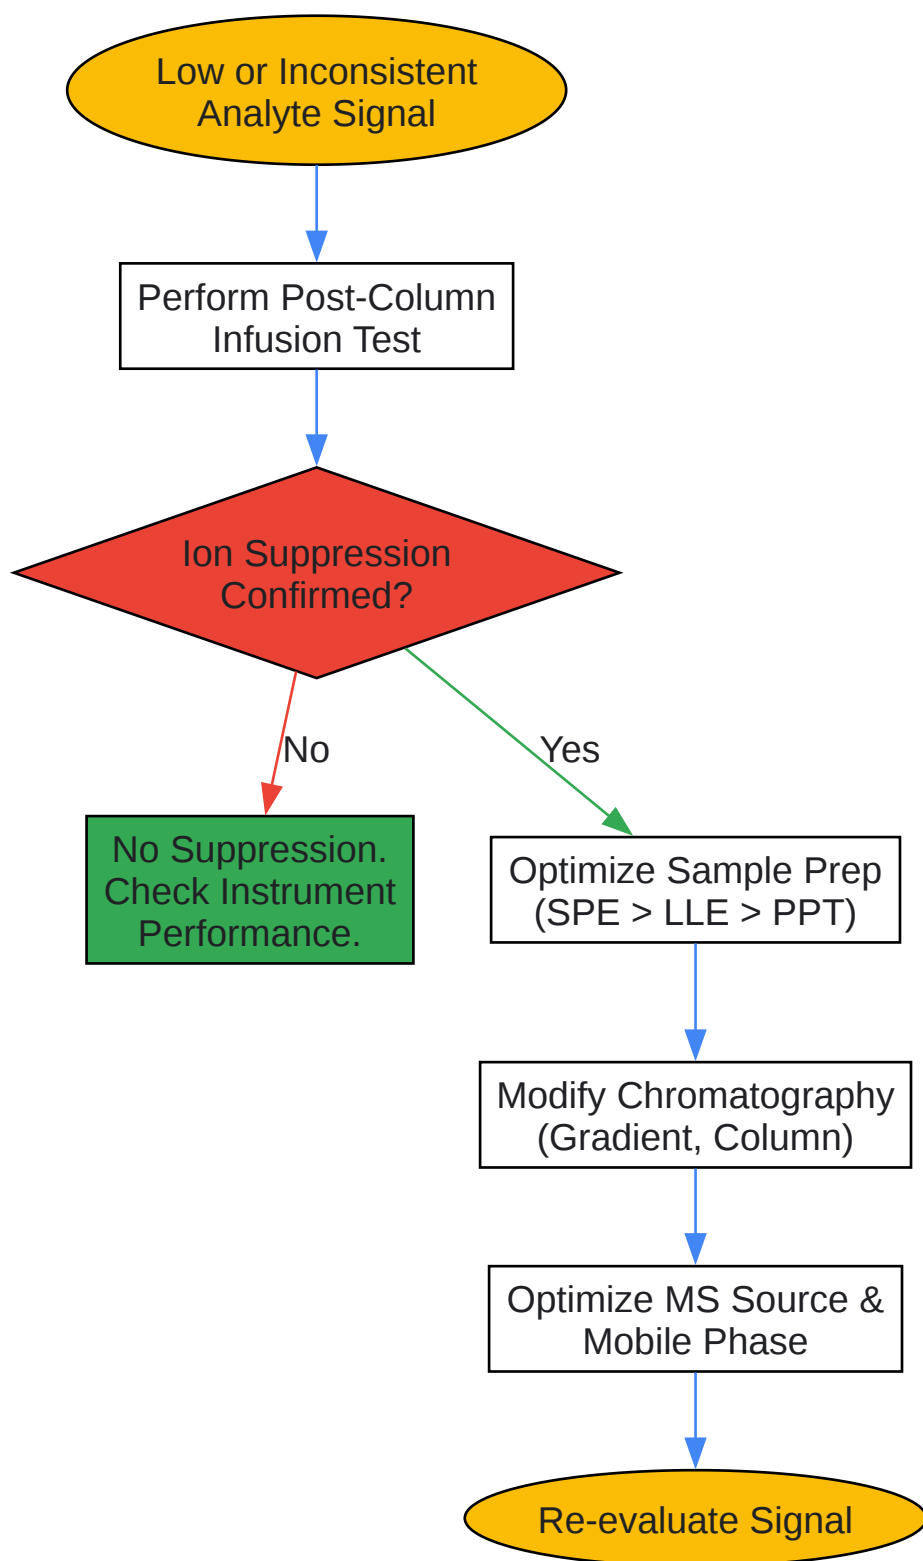 Low or Inconsistent
Analyte Signal
Perform Post-Column
Infusion Test
Ion Suppression
Confirmed?
No
Yes
No Suppression.
Check Instrument
Performance.
Optimize Sample Prep
(SPE > LLE > PPT)
Modify Chromatography
(Gradient, Column)
Optimize MS Source &
Mobile Phase
Re-evaluate Signal